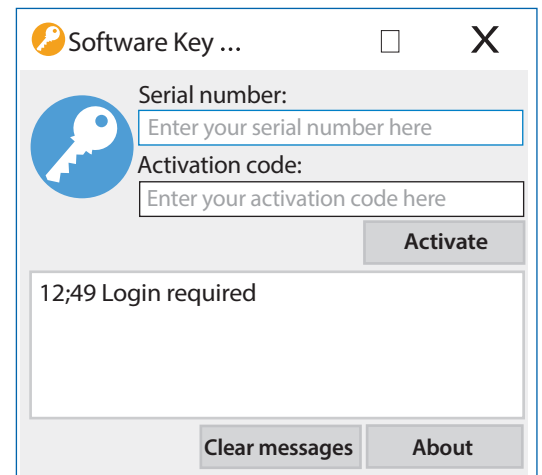 Software Key ...
X
Serial number:
Enter your serial number here
Activation code:
Enter your activation code here
Activate
12;49 Login required
Clear messages
About